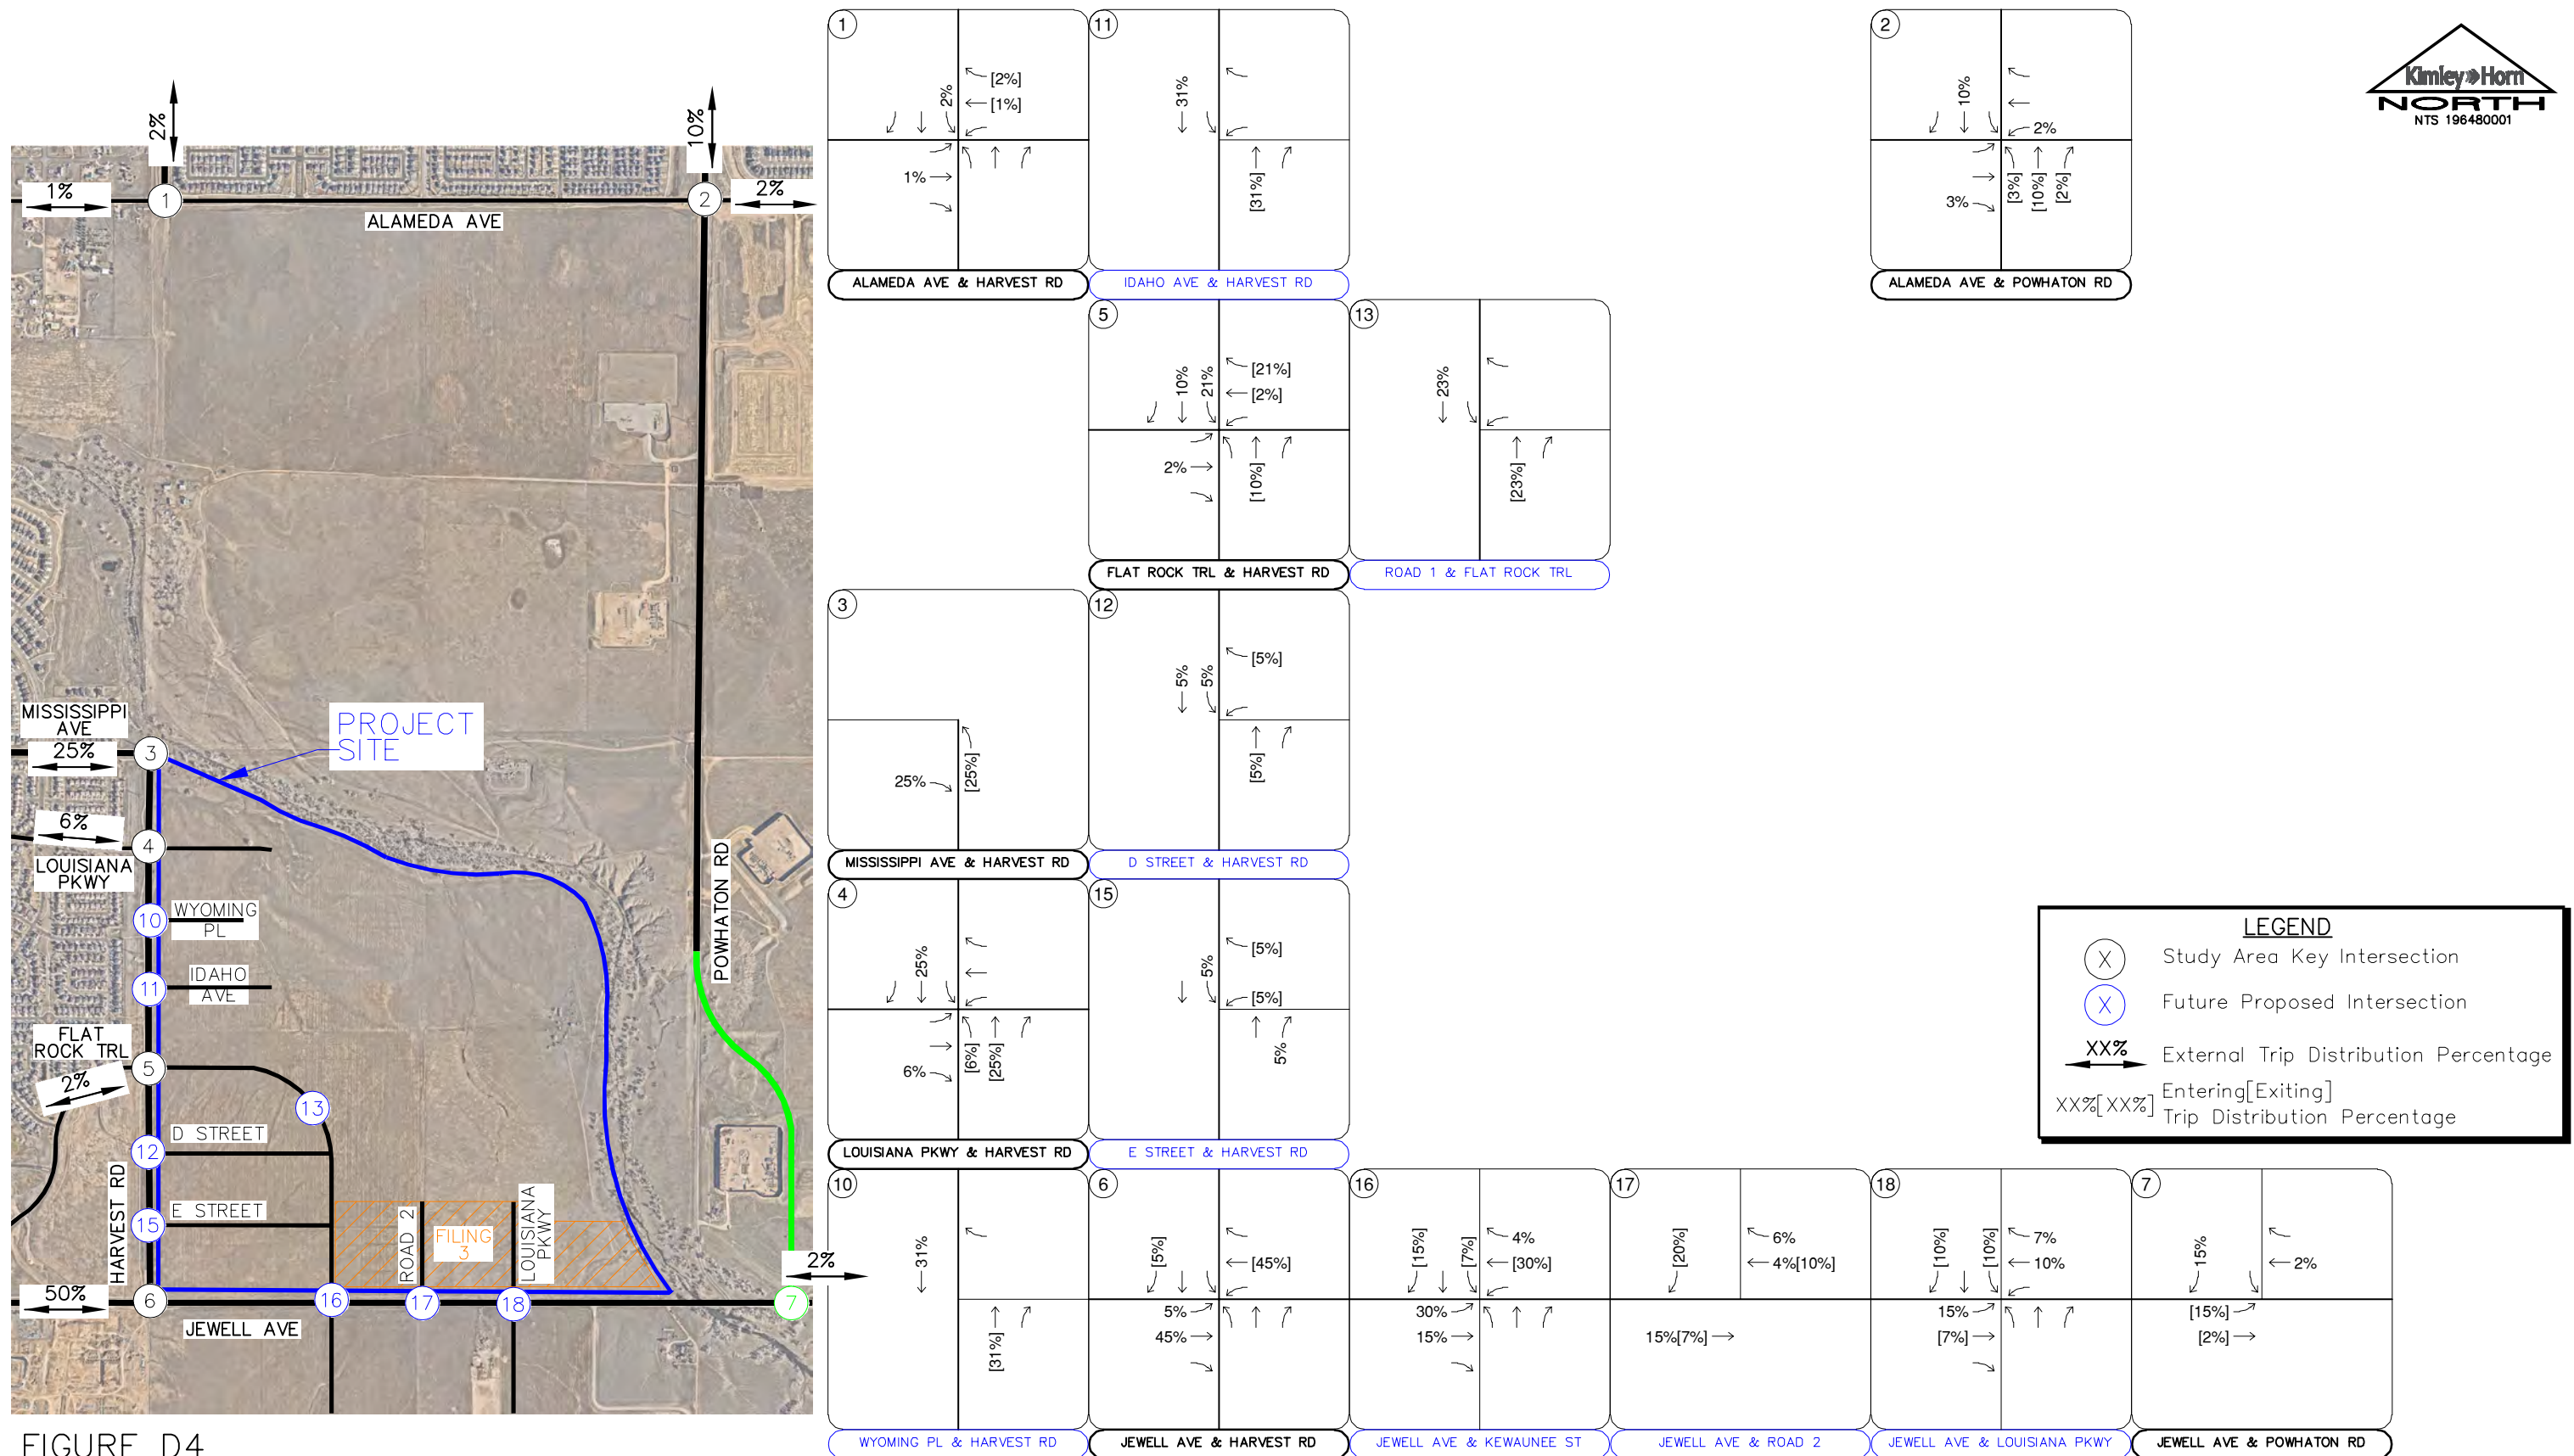 2%
10%
1%
1
2
2%
ALAMEDA AVE
MISSISSIPPI
AVE
25%
3
PROJECT
SITE
6%
4
LOUISIANA
PKWY
10
WYOMING
PL
11
IDAHO
AVE
FLAT
ROCK TRL
5
2%
13
D STREET
12
HARVEST RD
E STREET
15
ROAD 2
FILING
3
LOUISIANA
PKWY
POWHATON RD
2%
50%
6
16
17
18
7
JEWELL AVE
FIGURE D4
1
2%
[2%]
[1%]
1%
ALAMEDA AVE & HARVEST RD
11
31%
[31%]
IDAHO AVE & HARVEST RD
2
10%
2%
3%
[3%]
[10%]
[2%]
ALAMEDA AVE & POWHATON RD
Kimley»Horn
NORTH
NTS 196480001
5
10%
21%
[21%]
[2%]
2%
[10%]
FLAT ROCK TRL & HARVEST RD
13
23%
[23%]
ROAD 1 & FLAT ROCK TRL
3
25%
[25%]
MISSISSIPPI AVE & HARVEST RD
12
5%
5%
[5%]
[5%]
D STREET & HARVEST RD
4
25%
6%
[6%]
[25%]
LOUISIANA PKWY & HARVEST RD
15
5%
[5%]
[5%]
5%
E STREET & HARVEST RD
LEGEND
X Study Area Key Intersection
X Future Proposed Intersection
XX% External Trip Distribution Percentage
XX%[XX%] Entering[Exiting]
Trip Distribution Percentage
10
31%
[31%]
WYOMING PL & HARVEST RD
6
[5%]
[45%]
5%
45%
JEWELL AVE & HARVEST RD
16
[15%]
[7%]
4%
[30%]
30%
15%
JEWELL AVE & KEWAUNEE ST
17
[20%]
6%
4%[10%]
15%[7%]
JEWELL AVE & ROAD 2
18
[10%]
[10%]
7%
10%
15%
[7%]
JEWELL AVE & LOUISIANA PKWY
7
15%
2%
[15%]
[2%]
JEWELL AVE & POWHATON RD